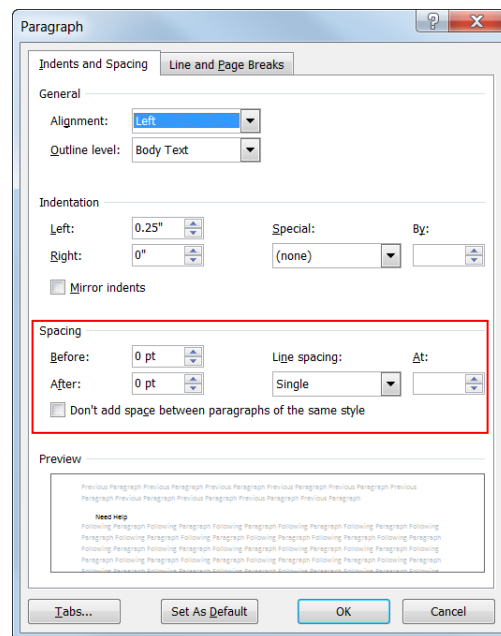 Paragraph
Indents and Spacing Line and Page Breaks
General
Alignment: Left
Outline level: Body Text
Indentation
Left: 0.25" Special: By:
Right: 0" (none)
Mirror indents
Spacing
Before: 0 pt Line spacing: At:
After: 0 pt Single
Don't add space between paragraphs of the same style
Preview
Previous Paragraph Previous Paragraph Previous Paragraph Previous Paragraph Previous Paragraph Previous
Paragraph Previous Paragraph Previous Paragraph Previous Paragraph Previous Paragraph
Need Help
Following Paragraph Following Paragraph Following Paragraph Following Paragraph Following Paragraph Following
Paragraph Following Paragraph Following Paragraph Following Paragraph Following Paragraph Following Paragraph
Following Paragraph Following Paragraph Following Paragraph Following Paragraph Following Paragraph Following
Paragraph Following Paragraph Following Paragraph Following Paragraph Following Paragraph Following Paragraph
Tabs... Set As Default OK Cancel